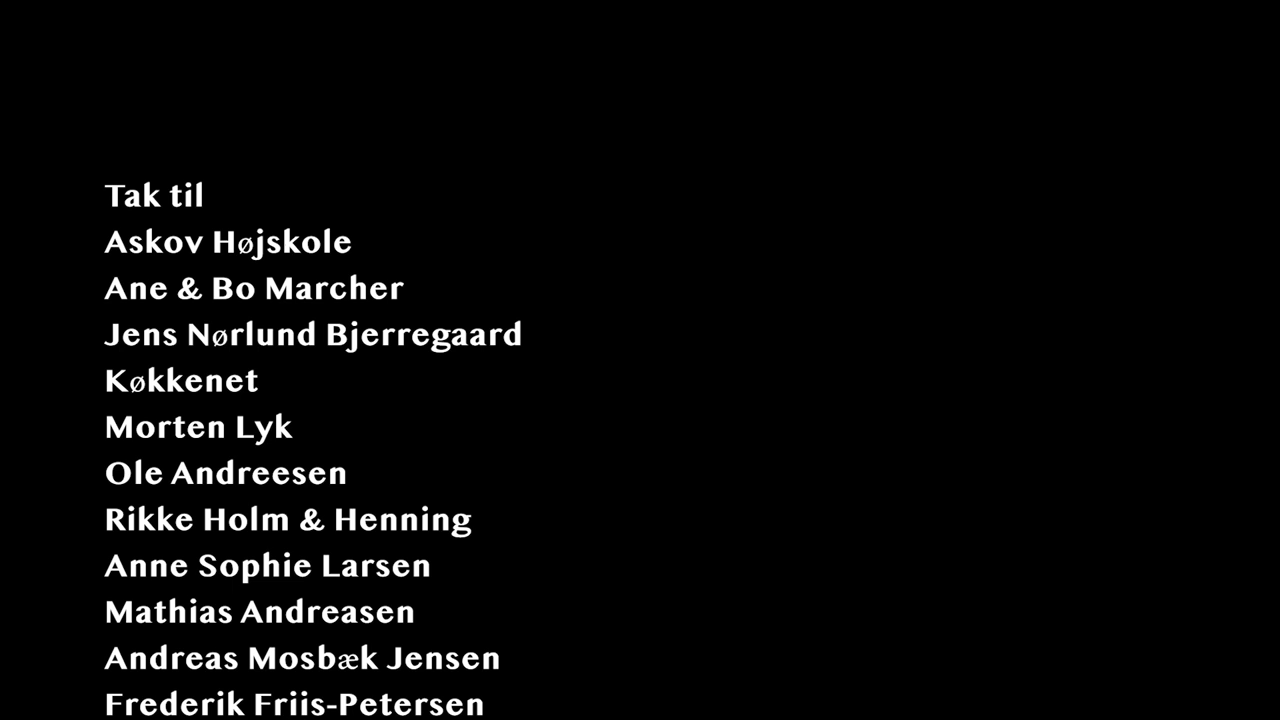 Tak til
Askov Højskole
Ane & Bo Marcher
Jens Nørlund Bjerregaard
Køkkenet
Morten Lyk
Ole Andreesen
Rikke Holm & Henning
Anne Sophie Larsen
Mathias Andreasen
Andreas Mosbæk Jensen
Frederik Friis-Petersen